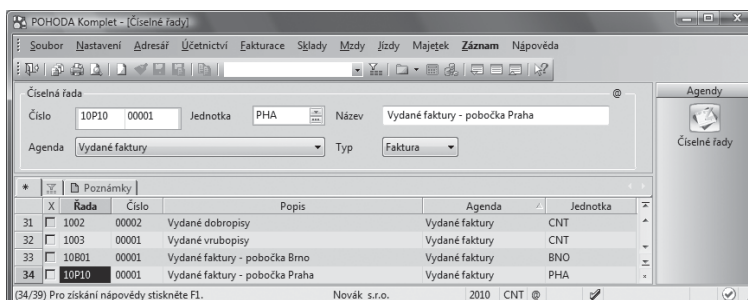 POHODA Komplet - [Číselné řady]
Soubor Nastavení Adresář Účetnictví Fakturace Sklady Mzdy Jízdy Majetek Záznam Nápověda
Číselná řada @
Číslo 10P10 00001 Jednotka PHA Název Vydané faktury - pobočka Praha
Agenda Vydané faktury Typ Faktura
Agendy
Číselné řady
* Poznámky
X Řada Číslo Popis Agenda Jednotka
31 1002 00002 Vydané dobropisy Vydané faktury CNT
32 1003 00001 Vydané vrubopisy Vydané faktury CNT
33 10B01 00001 Vydané faktury - pobočka Brno Vydané faktury BNO
34 10P10 00001 Vydané faktury - pobočka Praha Vydané faktury PHA
(34/39) Pro získání nápovědy stiskněte F1. Novák s.r.o. 2010 CNT @